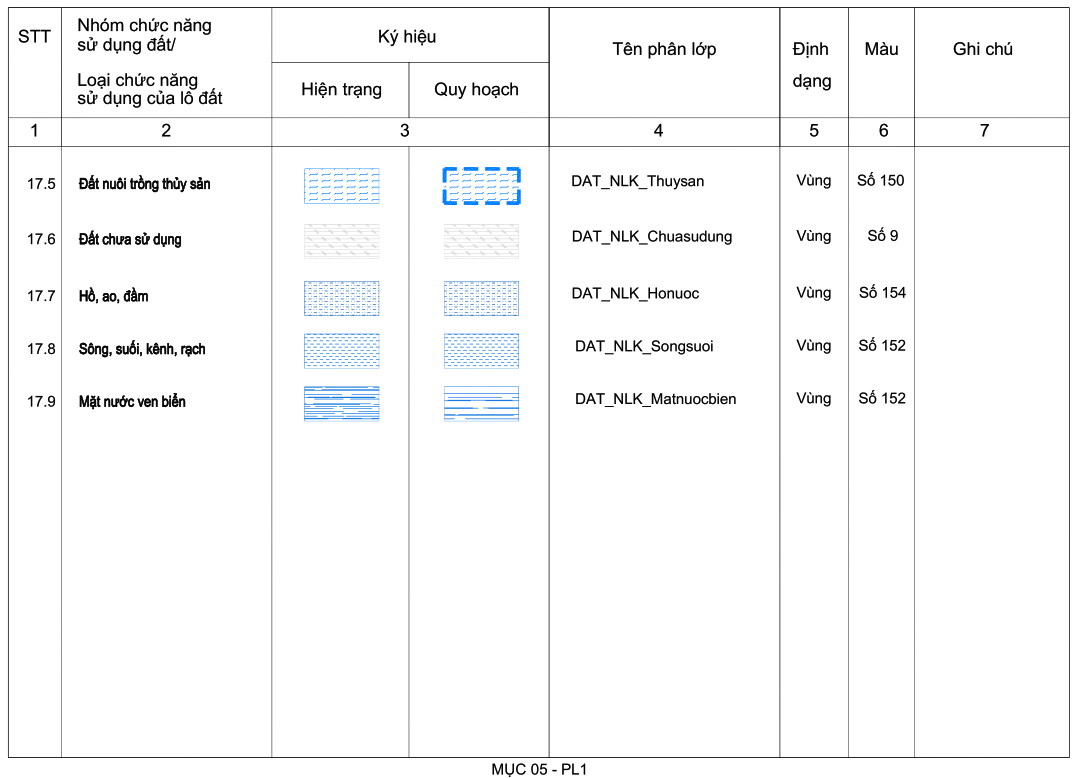 STT
Nhóm chức năng
sử dụng đất/
Loại chức năng
sử dụng của lô đất
Ký hiệu
Hiện trạng
Quy hoạch
Tên phân lớp
Định
dạng
Màu
Ghi chú
1 2 3 4 5 6 7
17.5 Đất nuôi trồng thủy sản DAT_NLK_Thuysan Vùng Số 150
17.6 Đất chưa sử dụng DAT_NLK_Chuasudung Vùng Số 9
17.7 Hồ, ao, đầm DAT_NLK_Honuoc Vùng Số 154
17.8 Sông, suối, kênh, rạch DAT_NLK_Songsuoi Vùng Số 152
17.9 Mặt nước ven biển DAT_NLK_Matnuocbien Vùng Số 152
MỤC 05 - PL1